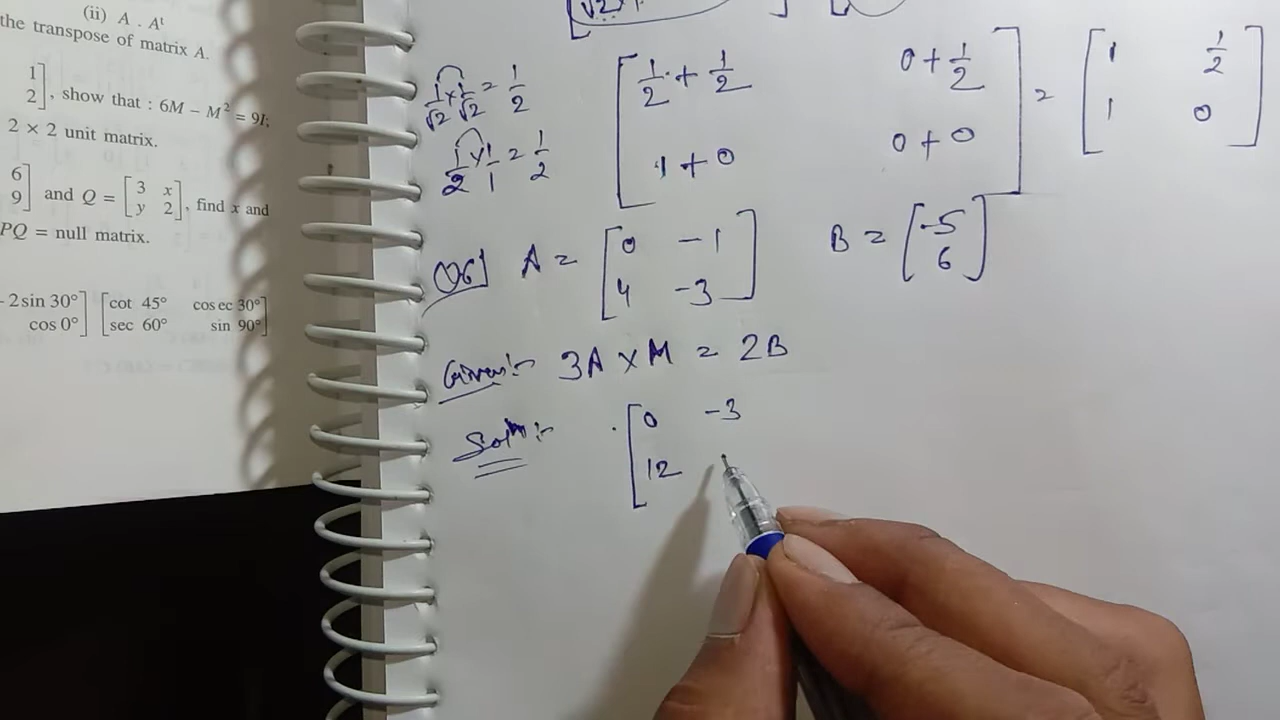 (ii) A . Aᵗ
the transpose of matrix A.
1
2], show that : 6M – M² = 9I;
2 × 2 unit matrix.
6
9] and Q = [3 x
y 2], find x and
PQ = null matrix.
- 2 sin 30°
cos 0°] [cot 45° cosec 30°
sec 60° sin 90°]
1/√2 × 1/√2 = 1/2
1/2 × 1/1 = 1/2
[1/2 + 1/2 0 + 1/2
1 + 0 0 + 0] = [1 1/2
1 0]
Q6] A = [0 -1
4 -3] B = [-5
6]
Given:- 3A × M = 2B
Solⁿ:- [0 -3
12